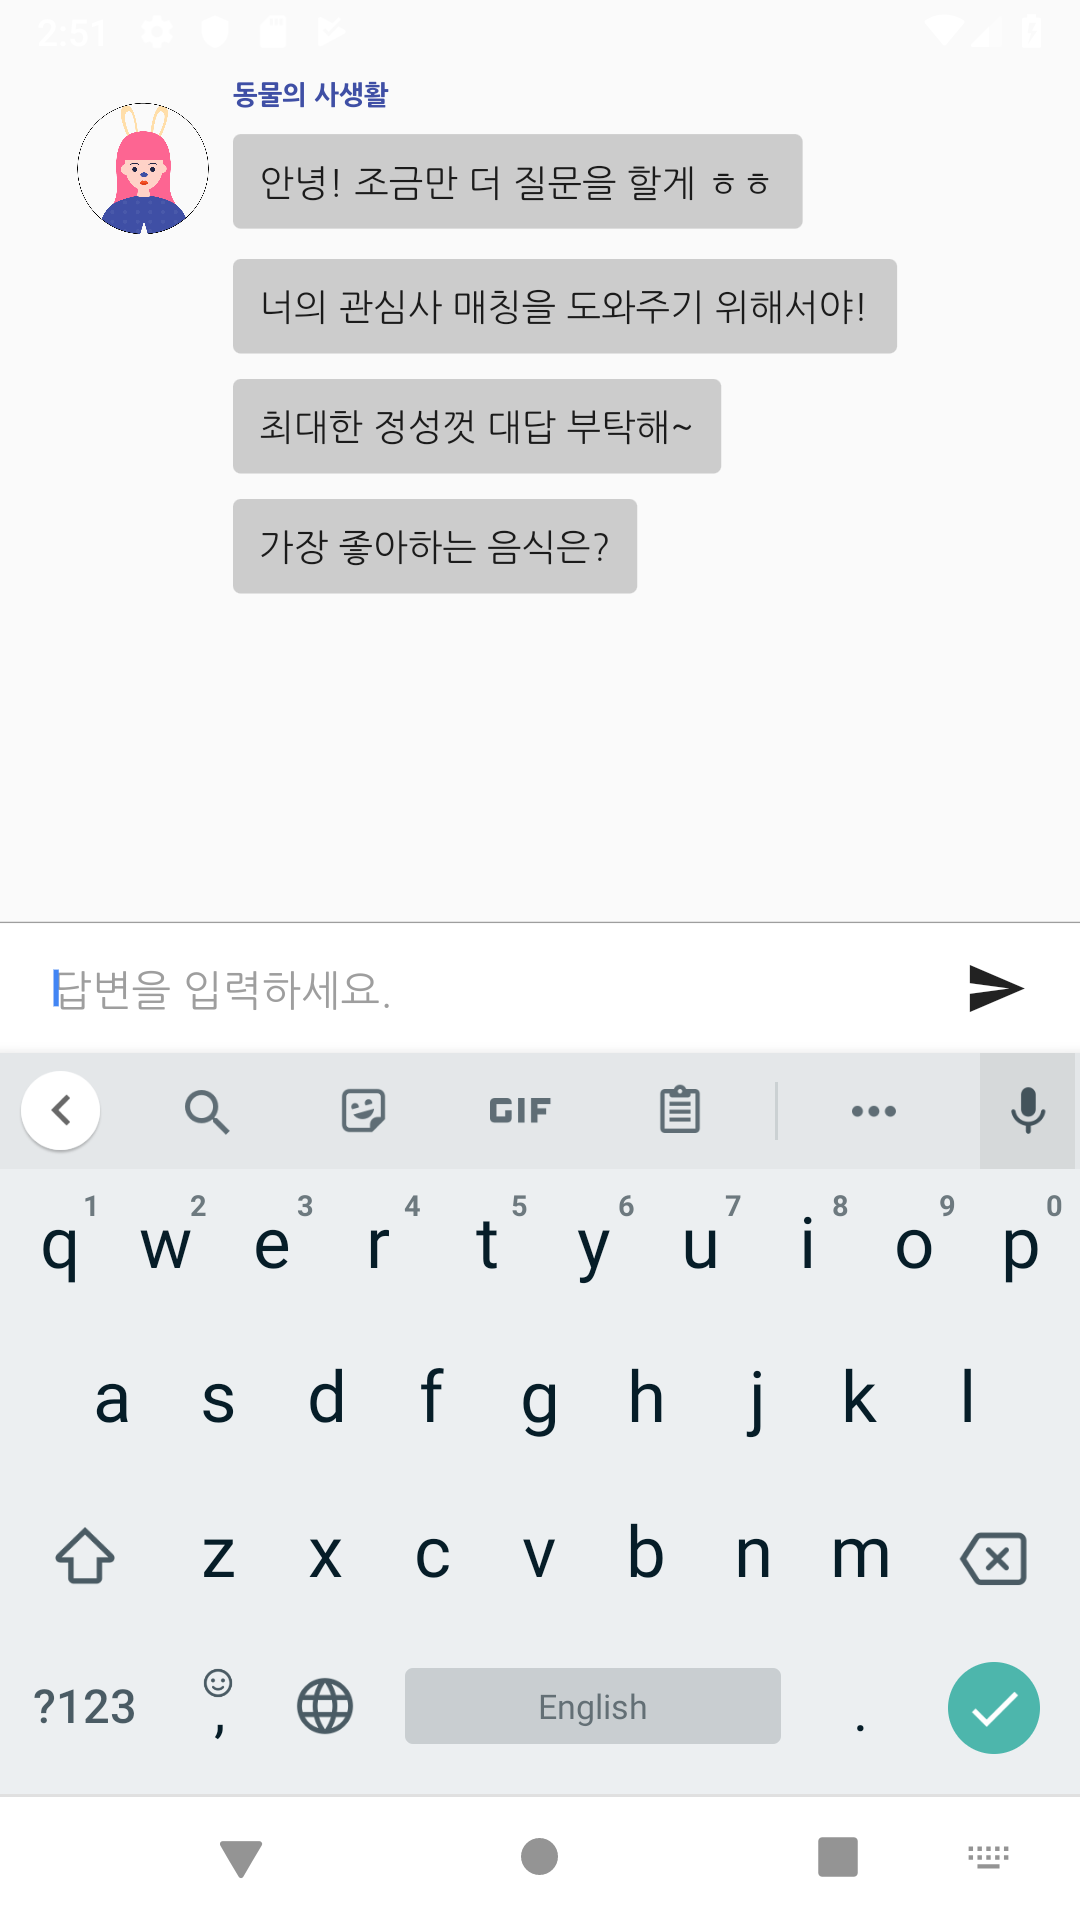 2:51
동물의 사생활
안녕! 조금만 더 질문을 할게 ㅎㅎ
너의 관심사 매칭을 도와주기 위해서야!
최대한 정성껏 대답 부탁해~
가장 좋아하는 음식은?
답변을 입력하세요.
GIF
1 2 3 4 5 6 7 8 9 0
q w e r t y u i o p
a s d f g h j k l
z x c v b n m
?123 , English .